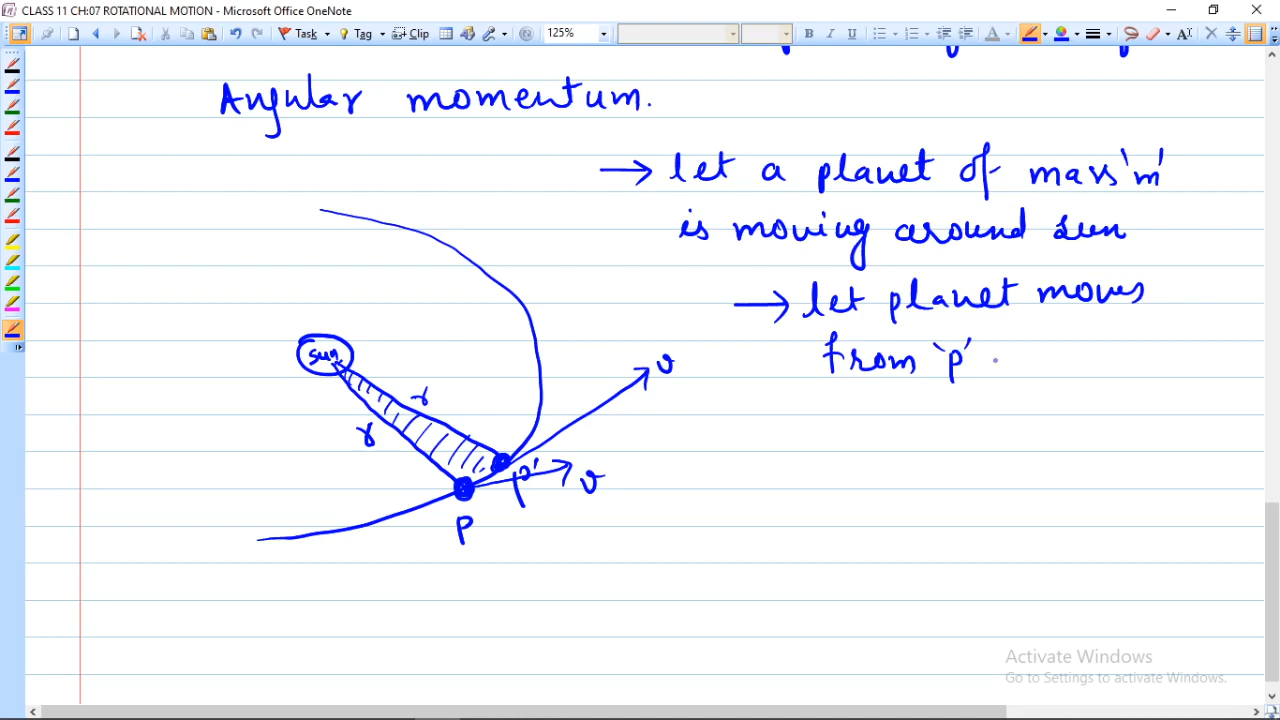 CLASS 11 CH:07 ROTATIONAL MOTION - Microsoft Office OneNote
Task Tag Clip 125% B I U
Angular momentum.
→ let a planet of mass 'm'
is moving around sun
→ let planet moves
from 'p'
sun
r
r
v
v
p'
p
Activate Windows
Go to Settings to activate Windows.